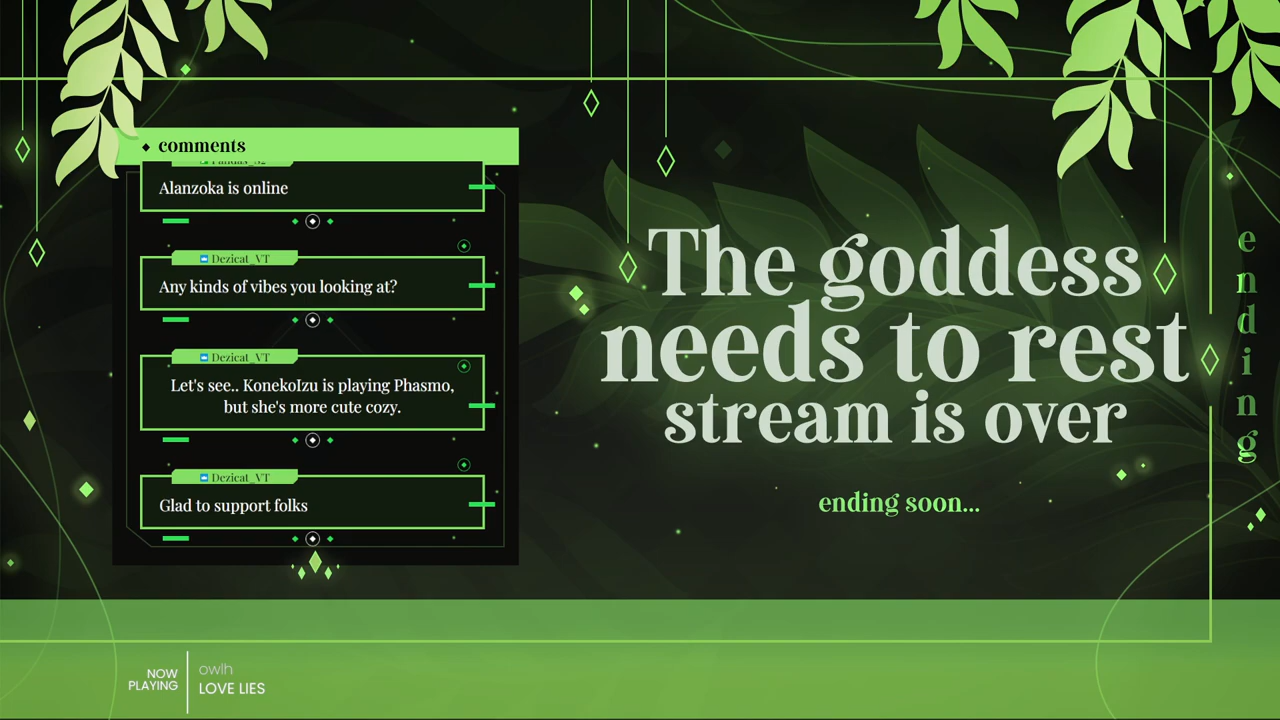 comments
Alanzoka is online
Dezicat_VT
Any kinds of vibes you looking at?
Dezicat_VT
Let's see.. KonekoIzu is playing Phasmo,
but she's more cute cozy.
Dezicat_VT
Glad to support folks
The goddess
needs to rest
stream is over
ending soon...
ending
NOW
PLAYING
owlh
LOVE LIES